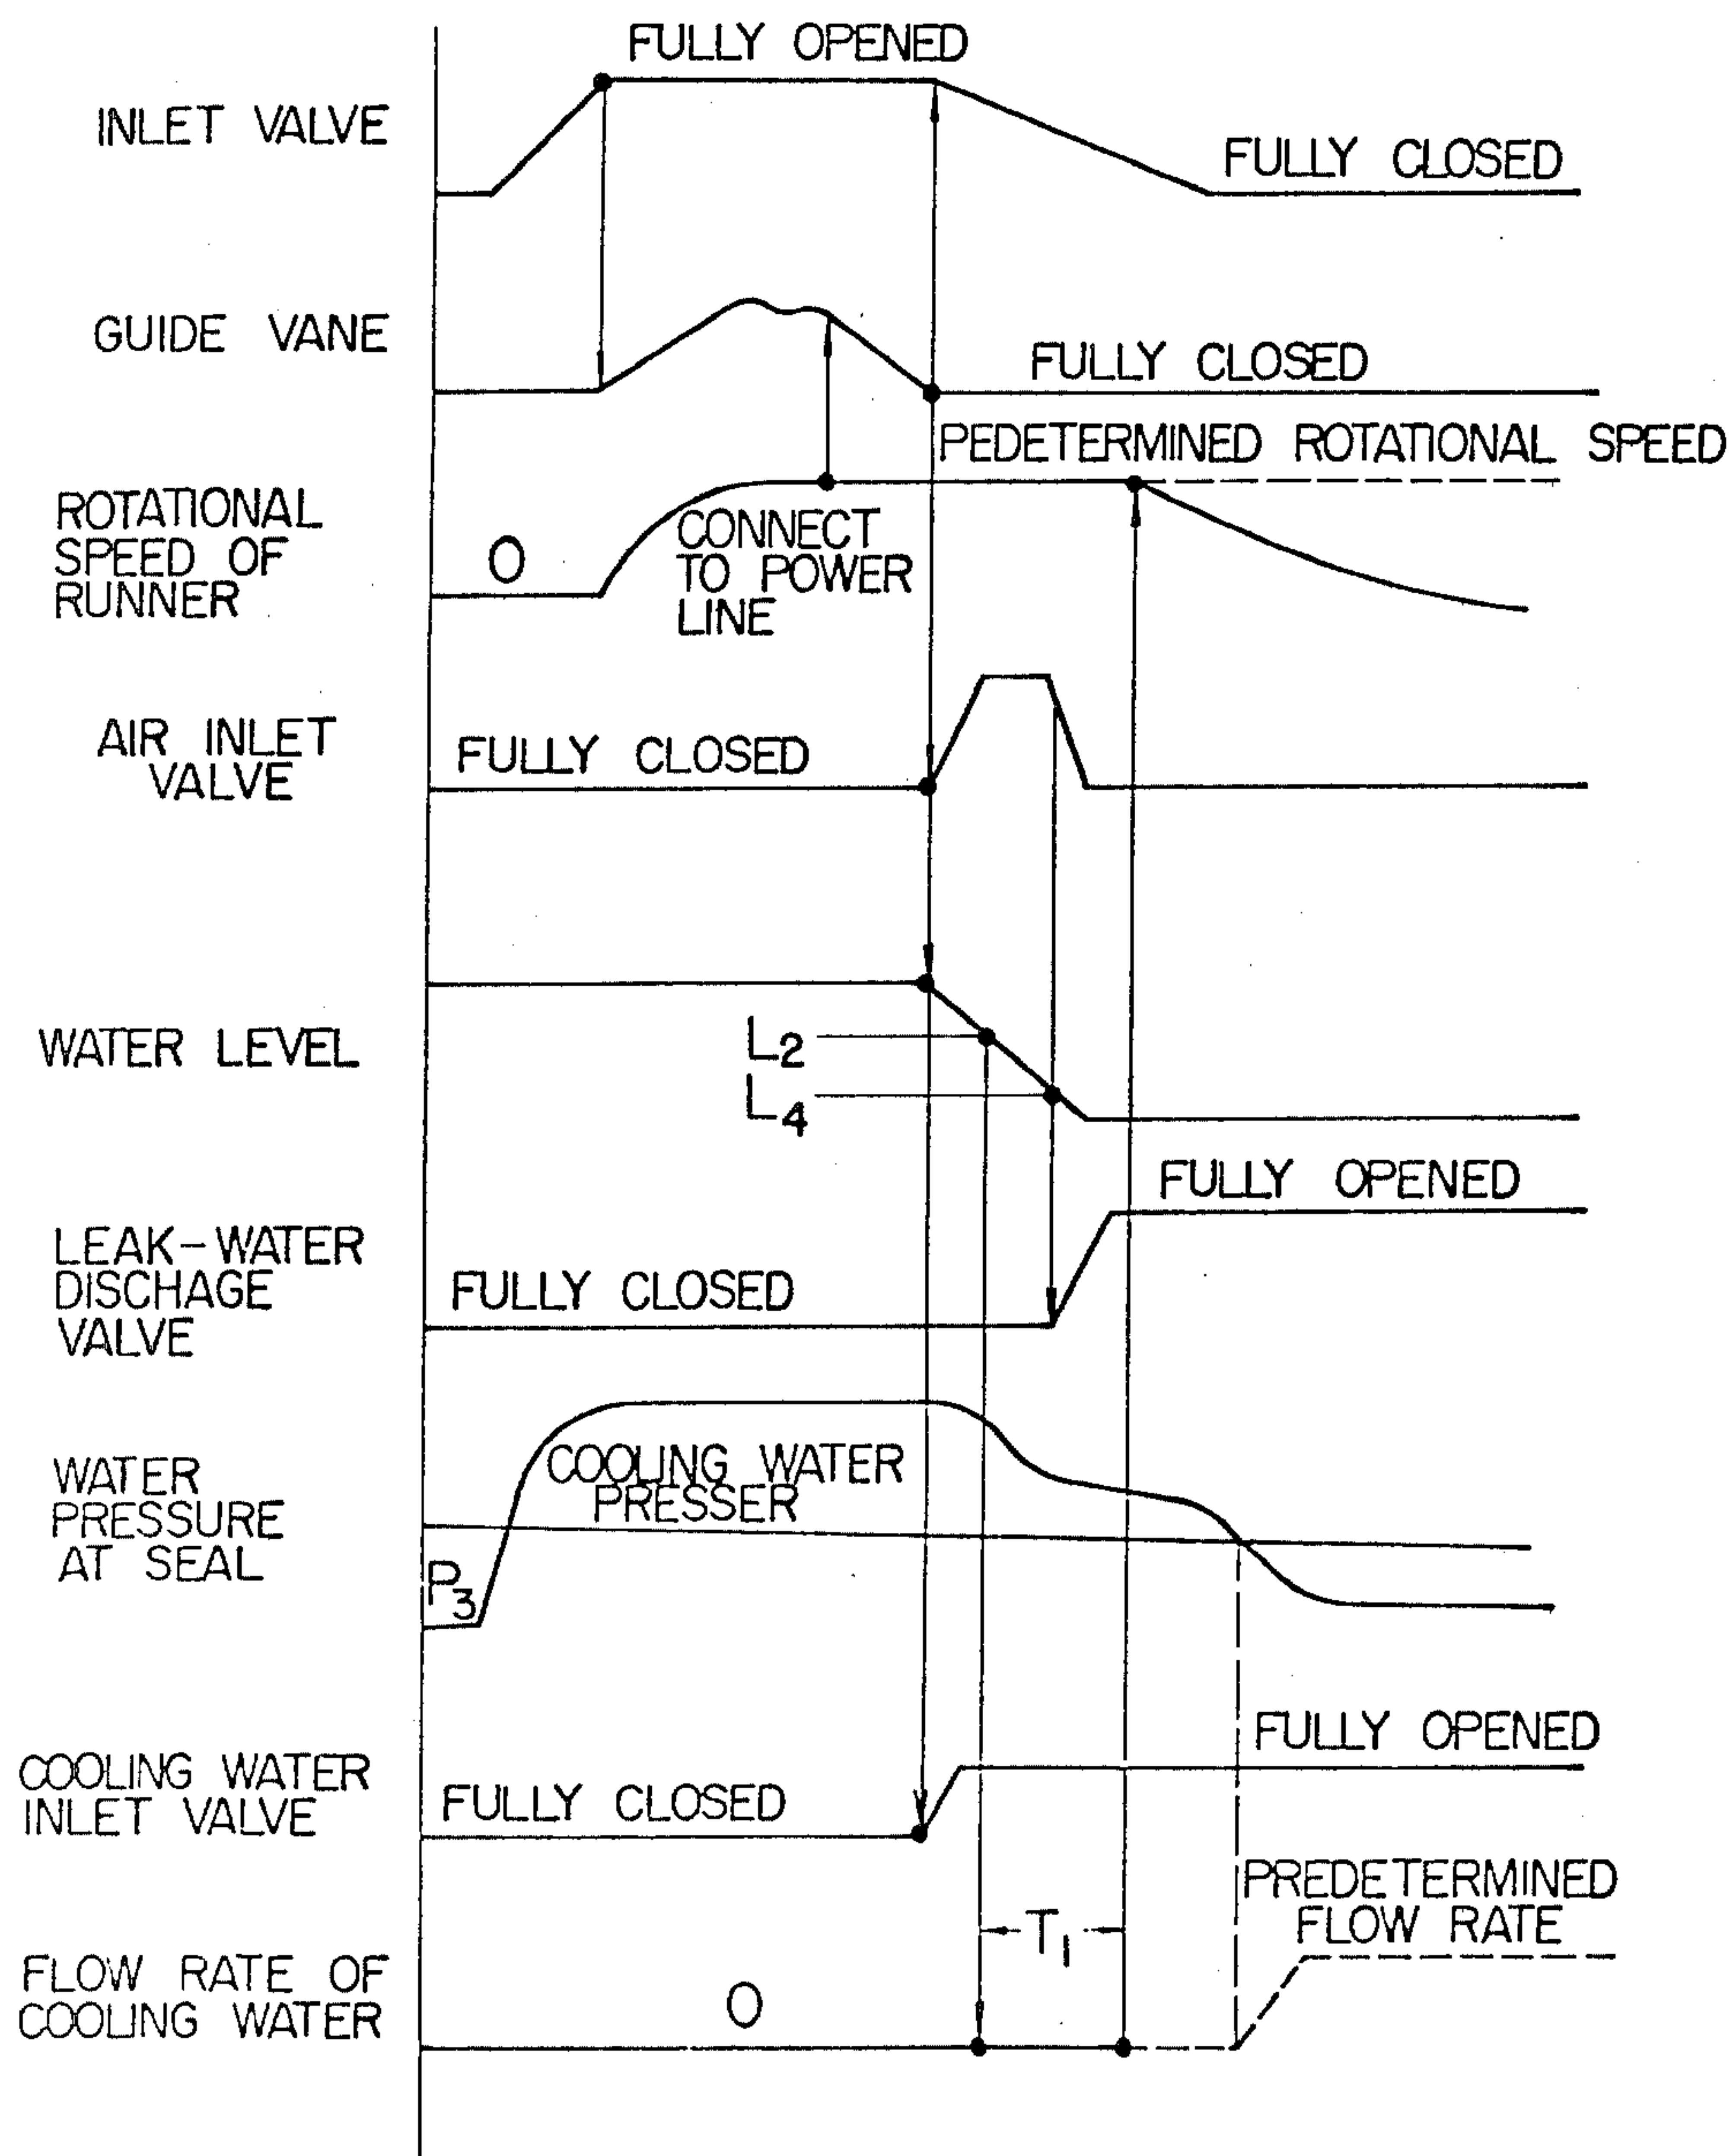 FULLY OPENED
INLET VALVE
FULLY CLOSED
GUIDE VANE
FULLY CLOSED
PEDETERMINED ROTATIONAL SPEED
ROTATIONAL
SPEED OF
RUNNER
0
CONNECT
TO POWER
LINE
AIR INLET
VALVE
FULLY CLOSED
WATER LEVEL
L2
L4
FULLY OPENED
LEAK-WATER
DISCHAGE
VALVE
FULLY CLOSED
WATER
PRESSURE
AT SEAL
COOLING WATER
PRESSER
P3
FULLY OPENED
COOLING WATER
INLET VALVE
FULLY CLOSED
PREDETERMINED
FLOW RATE
T1
FLOW RATE OF
COOLING WATER
0